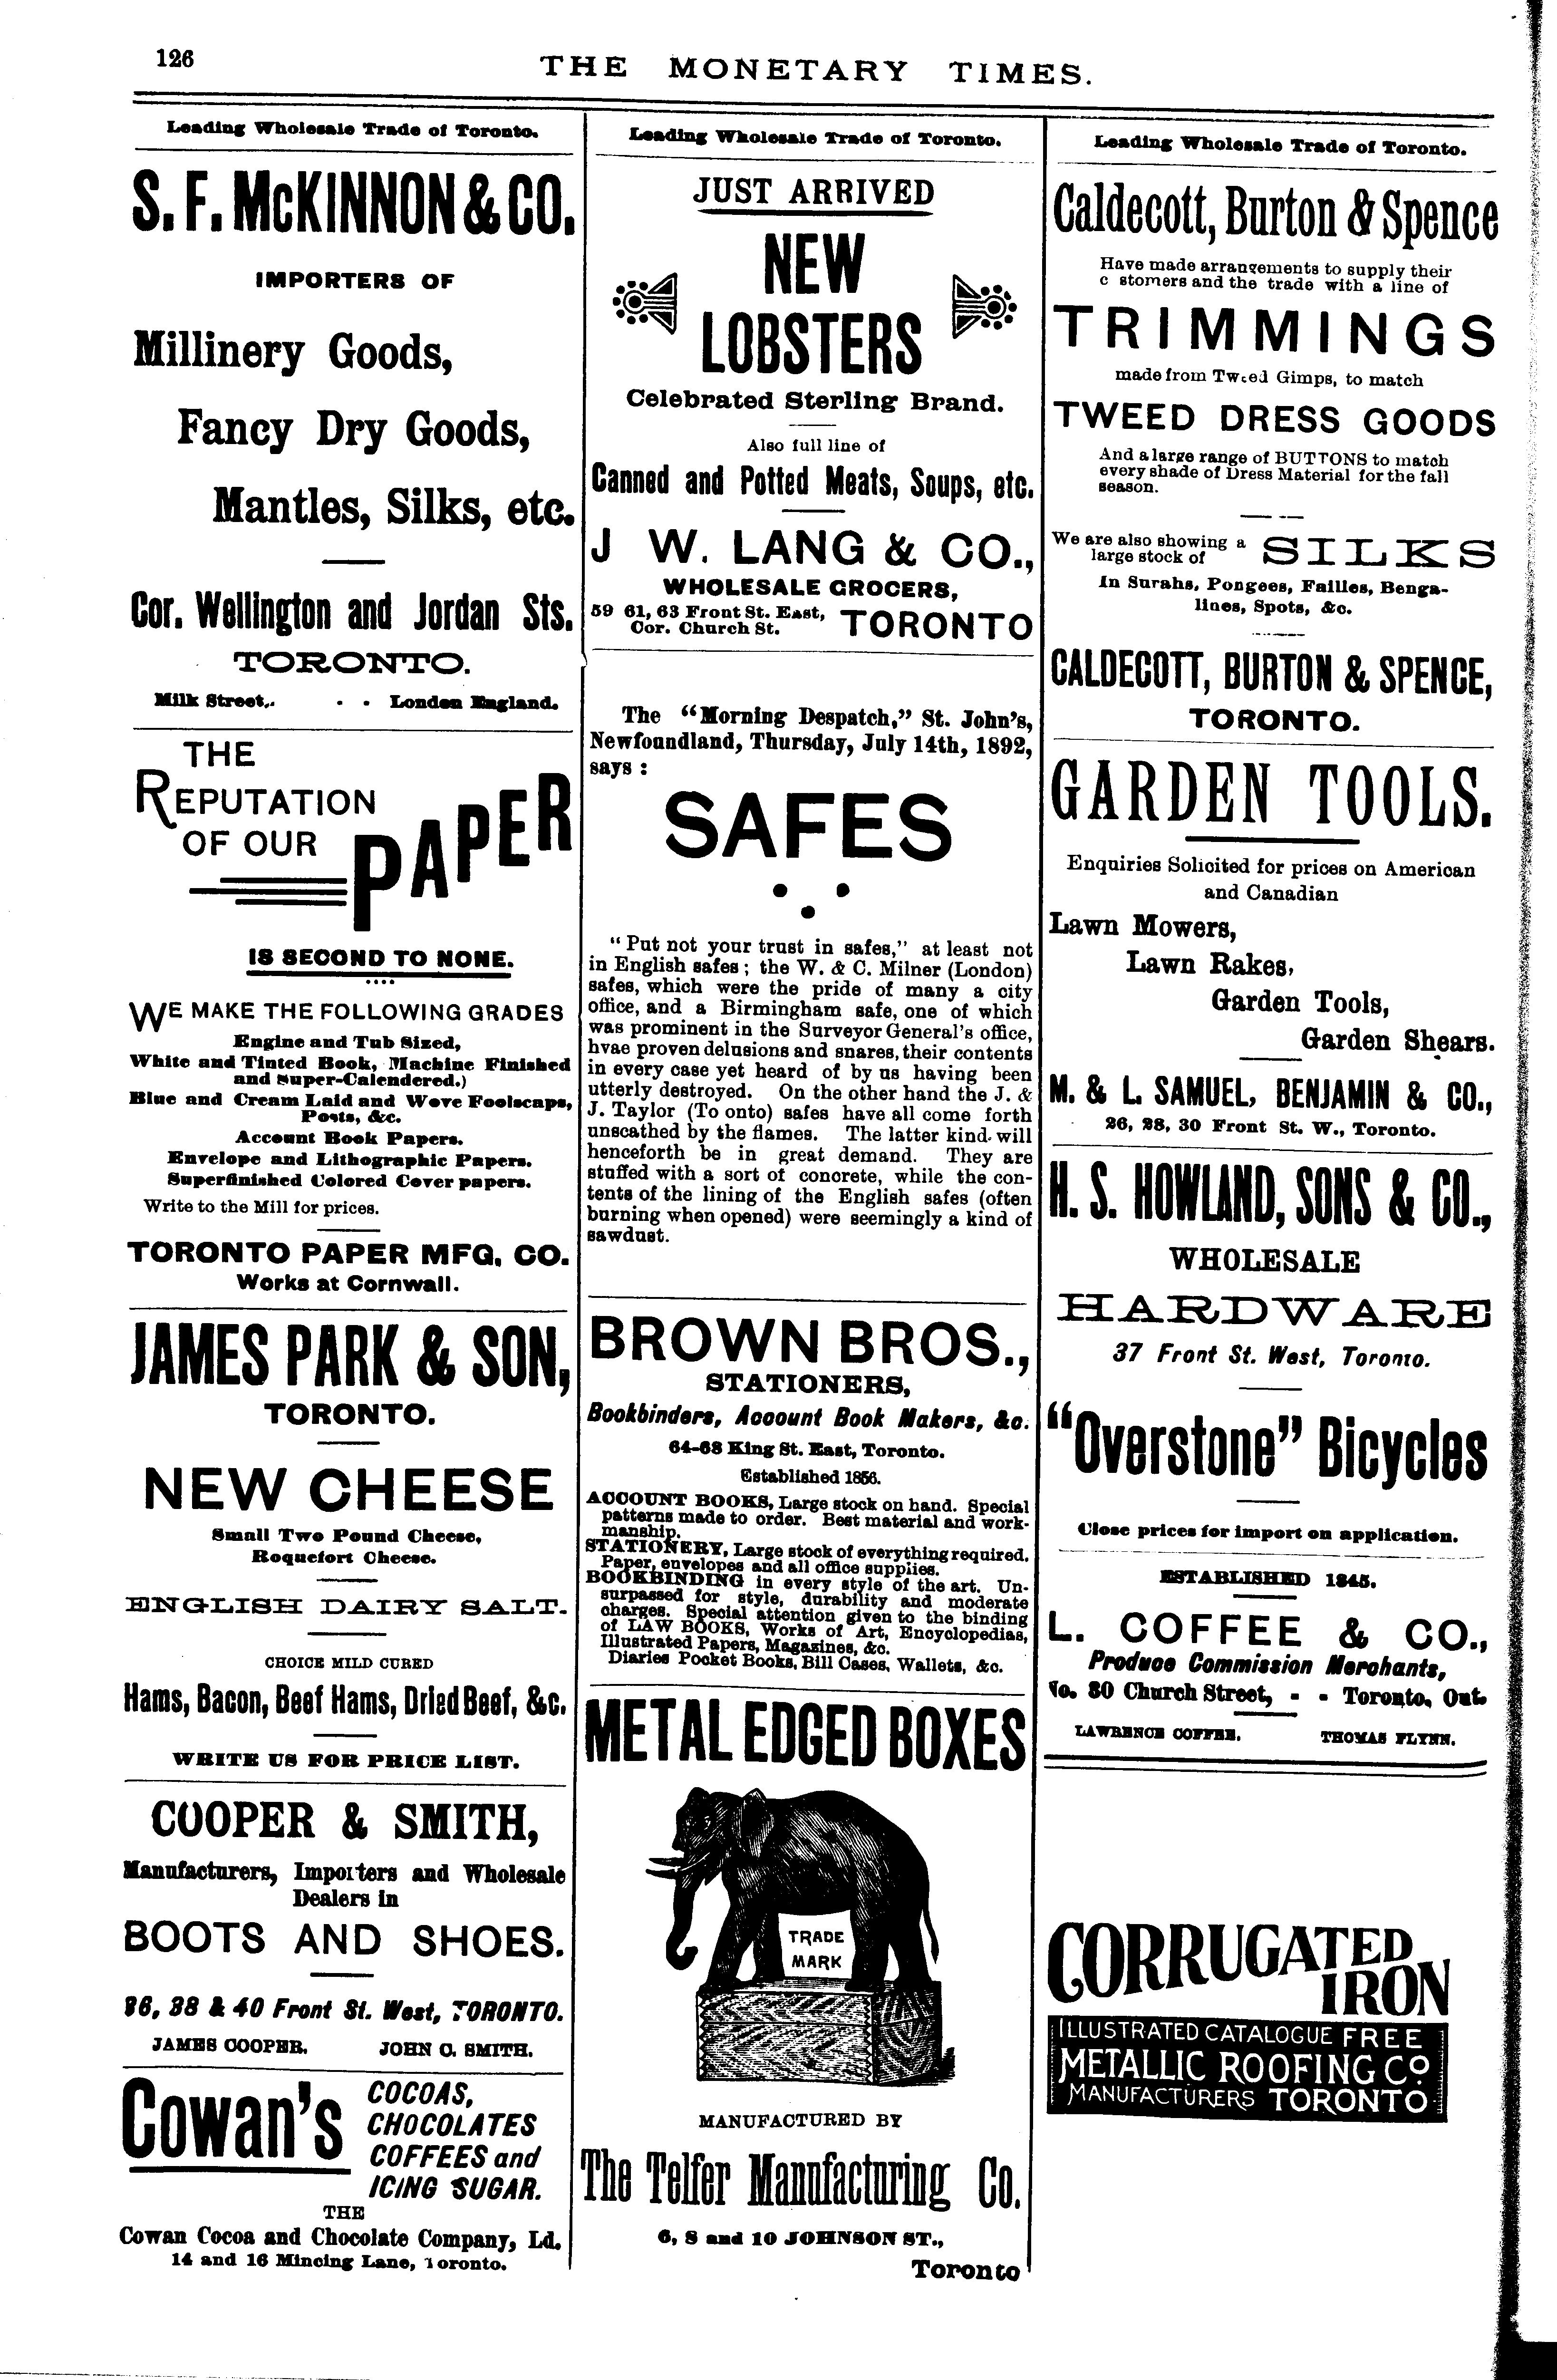 126
THE MONETARY TIMES.
Leading Wholesale Trade of Toronto.
S. F. McKINNON & CO.
IMPORTERS OF
Millinery Goods,
Fancy Dry Goods,
Mantles, Silks, etc.
Cor. Wellington and Jordan Sts.
TORONTO.
Milk Street,. - - London England.
THE
REPUTATION
OF OUR
PAPER
IS SECOND TO NONE.
WE MAKE THE FOLLOWING GRADES
Engine and Tub Sized,
White and Tinted Book, Machine Finished
and Super-Calendered.)
Blue and Cream Laid and Wove Foolscaps,
Posts, &c.
Account Book Papers.
Envelope and Lithographic Papers.
Superfinished Colored Cover papers.
Write to the Mill for prices.
TORONTO PAPER MFG. CO.
Works at Cornwall.
JAMES PARK & SON,
TORONTO.
NEW CHEESE
Small Two Pound Cheese,
Roquefort Cheese.
ENGLISH DAIRY SALT.
CHOICE MILD CURED
Hams, Bacon, Beef Hams, Dried Beef, &c.
WRITE US FOR PRICE LIST.
COOPER & SMITH,
Manufacturers, Importers and Wholesale
Dealers in
BOOTS AND SHOES.
36, 38 & 40 Front St. West, TORONTO.
JAMES COOPER. JOHN C. SMITH.
Cowan's
COCOAS,
CHOCOLATES
COFFEES and
ICING SUGAR.
THE
Cowan Cocoa and Chocolate Company, Ld.
14 and 16 Mincing Lane, Toronto.
Leading Wholesale Trade of Toronto.
JUST ARRIVED
NEW
LOBSTERS
Celebrated Sterling Brand.
Also full line of
Canned and Potted Meats, Soups, etc.
J W. LANG & CO.,
WHOLESALE GROCERS,
59 61, 63 Front St. East,
Cor. Church St.
TORONTO
The "Morning Despatch," St. John's,
Newfoundland, Thursday, July 14th, 1892,
says :
SAFES
"Put not your trust in safes," at least not
in English safes; the W. & C. Milner (London)
safes, which were the pride of many a city
office, and a Birmingham safe, one of which
was prominent in the Surveyor General's office,
hvae proven delusions and snares, their contents
in every case yet heard of by us having been
utterly destroyed. On the other hand the J. &
J. Taylor (To onto) safes have all come forth
unscathed by the flames. The latter kind will
henceforth be in great demand. They are
stuffed with a sort of concrete, while the con-
tents of the lining of the English safes (often
burning when opened) were seemingly a kind of
sawdust.
BROWN BROS.,
STATIONERS,
Bookbinders, Account Book Makers, &c.
64-68 King St. East, Toronto.
Established 1856.
ACCOUNT BOOKS, Large stock on hand. Special
patterns made to order. Best material and work-
manship.
STATIONERY, Large stock of everything required.
Paper, envelopes and all office supplies.
BOOKBINDING in every style of the art. Un-
surpassed for style, durability and moderate
charges. Special attention given to the binding
of LAW BOOKS, Works of Art, Encyclopedias,
Illustrated Papers, Magazines, &c.
Diaries Pocket Books, Bill Cases, Wallets, &c.
METAL EDGED BOXES
TRADE
MARK
MANUFACTURED BY
The Telfer Manufacturing Co.
6, 8 and 10 JOHNSON ST.,
Toronto
Leading Wholesale Trade of Toronto.
Caldecott, Burton & Spence
Have made arrangements to supply their
c stomers and the trade with a line of
TRIMMINGS
made from Tweed Gimps, to match
TWEED DRESS GOODS
And a large range of BUTTONS to match
every shade of Dress Material for the fall
season.
We are also showing a
large stock of
SILKS
In Surahs, Pongees, Failles, Benga-
lines, Spots, &c.
CALDECOTT, BURTON & SPENCE,
TORONTO.
GARDEN TOOLS.
Enquiries Solicited for prices on American
and Canadian
Lawn Mowers,
Lawn Rakes,
Garden Tools,
Garden Shears.
M. & L. SAMUEL, BENJAMIN & CO.,
26, 28, 30 Front St. W., Toronto.
H. S. HOWLAND, SONS & CO.,
WHOLESALE
HARDWARE
37 Front St. West, Toronto.
"Overstone" Bicycles
Close prices for import on application.
ESTABLISHED 1845.
L. COFFEE & CO.,
Produce Commission Merchants,
No. 30 Church Street, - - Toronto, Ont.
LAWRENCE COFFEE. THOMAS FLYNN.
CORRUGATED
IRON
ILLUSTRATED CATALOGUE FREE
METALLIC ROOFING CO
MANUFACTURERS TORONTO